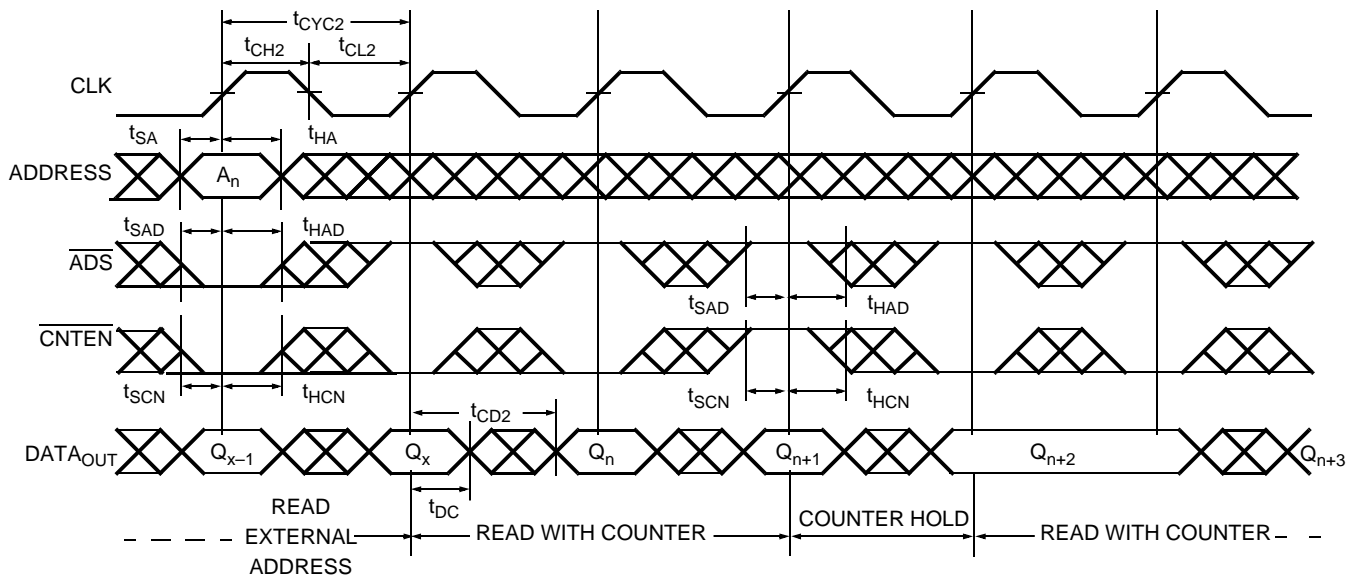 tCYC2
tCH2 tCL2
CLK
tSA tHA
ADDRESS An
tSAD tHAD
ADS
tSAD tHAD
CNTEN
tSCN tHCN tSCN tHCN
tCD2
DATAOUT Qx–1 Qx Qn Qn+1 Qn+2 Qn+3
tDC
READ EXTERNAL ADDRESS
READ WITH COUNTER
COUNTER HOLD
READ WITH COUNTER